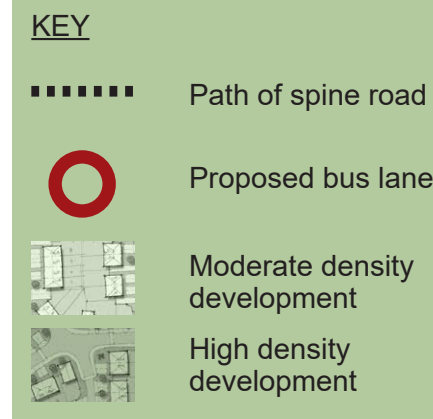 KEY
Path of spine road
Proposed bus lane
Moderate density
development
High density
development